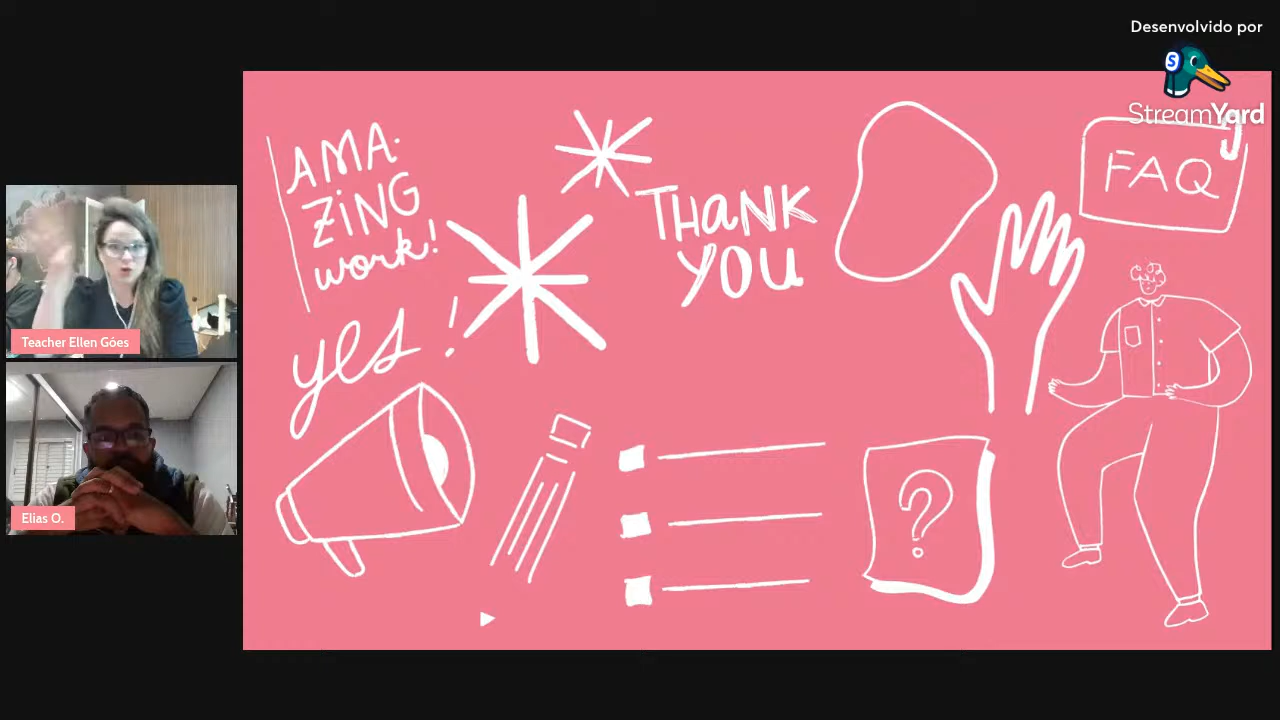 Desenvolvido por
S
StreamYard
AMA-
ZiNG
work!
yes!
THaNK
YOU
FAQ
?
Teacher Ellen Góes
Elias O.